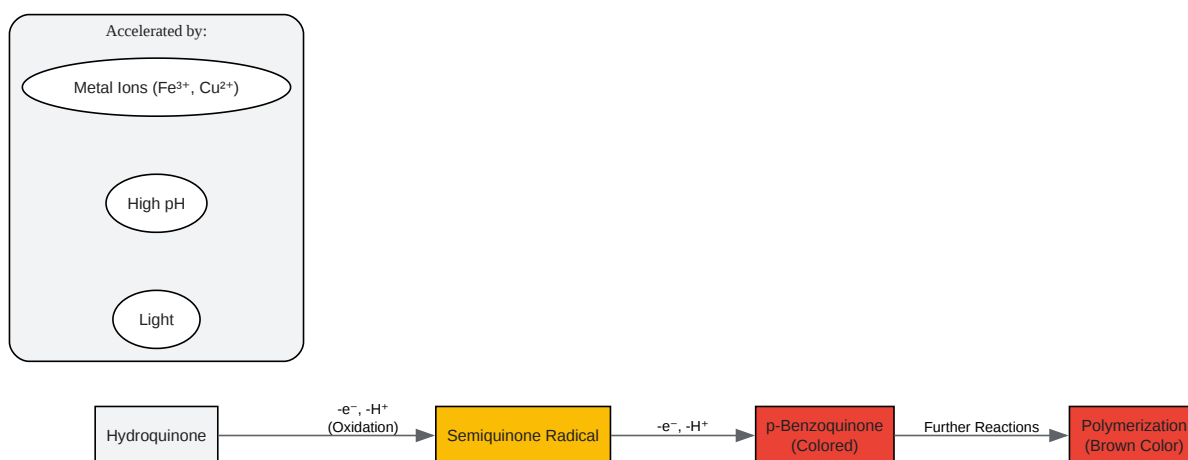 Accelerated by:
Metal Ions (Fe³⁺, Cu²⁺)
High pH
Light
Hydroquinone
-e⁻, -H⁺
(Oxidation)
Semiquinone Radical
-e⁻, -H⁺
p-Benzoquinone
(Colored)
Further Reactions
Polymerization
(Brown Color)